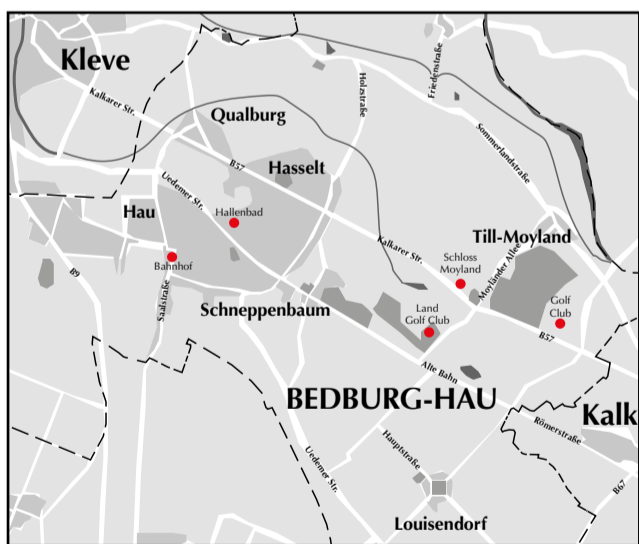 Kleve
Kalkarer Str.
Qualburg
Holzstraße
Friedenstraße
Sommerlandstraße
B57
Hasselt
Uedemer Str.
Hau
Hallenbad
Bahnhof
B9
Saalstraße
Kalkarer Str.
Schloss
Moyland
Moyländer Allee
Till-Moyland
Golf
Club
B57
Schneppenbaum
Land
Golf Club
Alte Bahn
BEDBURG-HAU
Kalk
Römerstraße
Hauptstraße
Uedemer Str.
B67
Louisendorf